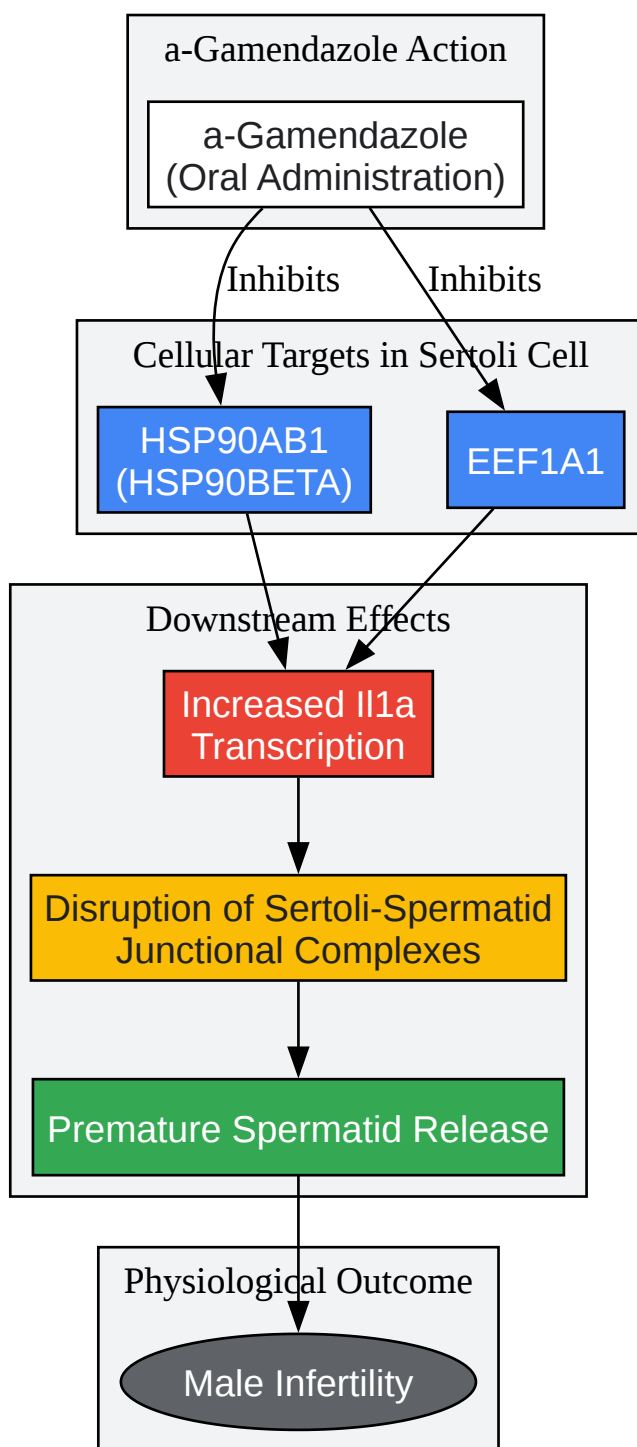 a-Gamendazole Action
a-Gamendazole
(Oral Administration)
Inhibits
Inhibits
Cellular Targets in Sertoli Cell
HSP90AB1
(HSP90BETA)
EEF1A1
Downstream Effects
Increased Il1a
Transcription
Disruption of Sertoli-Spermatid
Junctional Complexes
Premature Spermatid Release
Physiological Outcome
Male Infertility